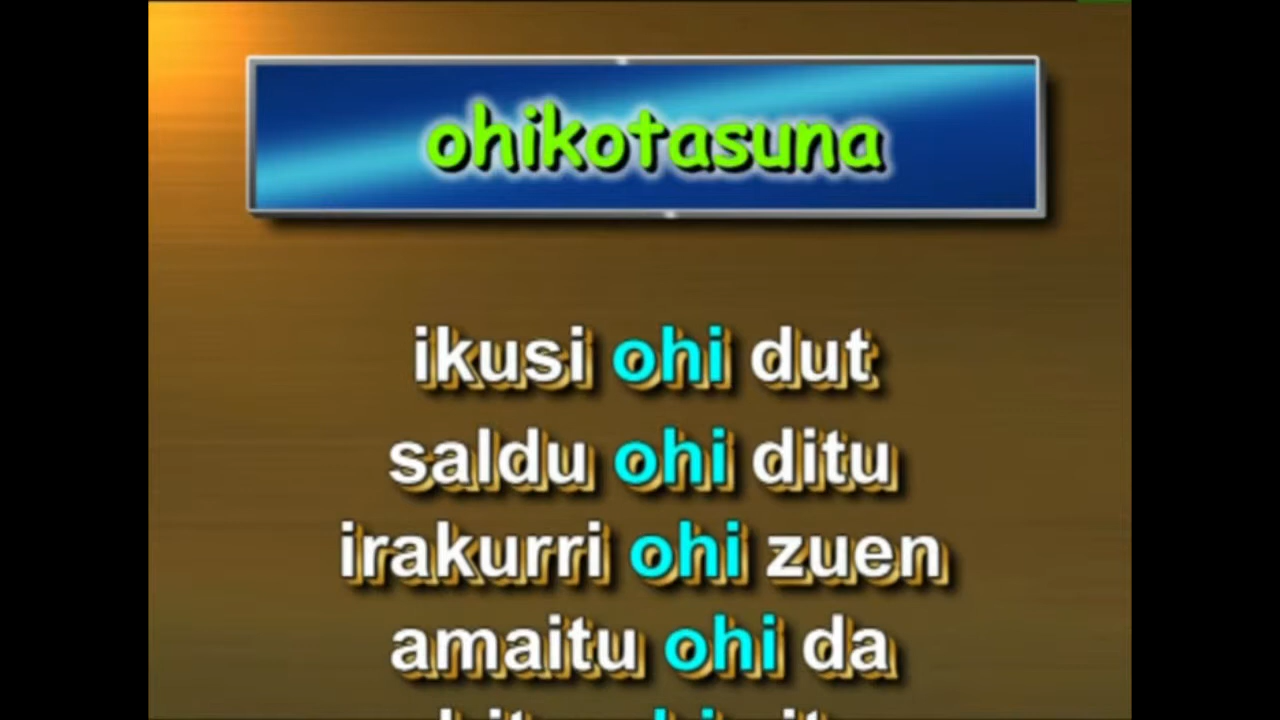 ohikotasuna
ikusi ohi dut
saldu ohi ditu
irakurri ohi zuen
amaitu ohi da